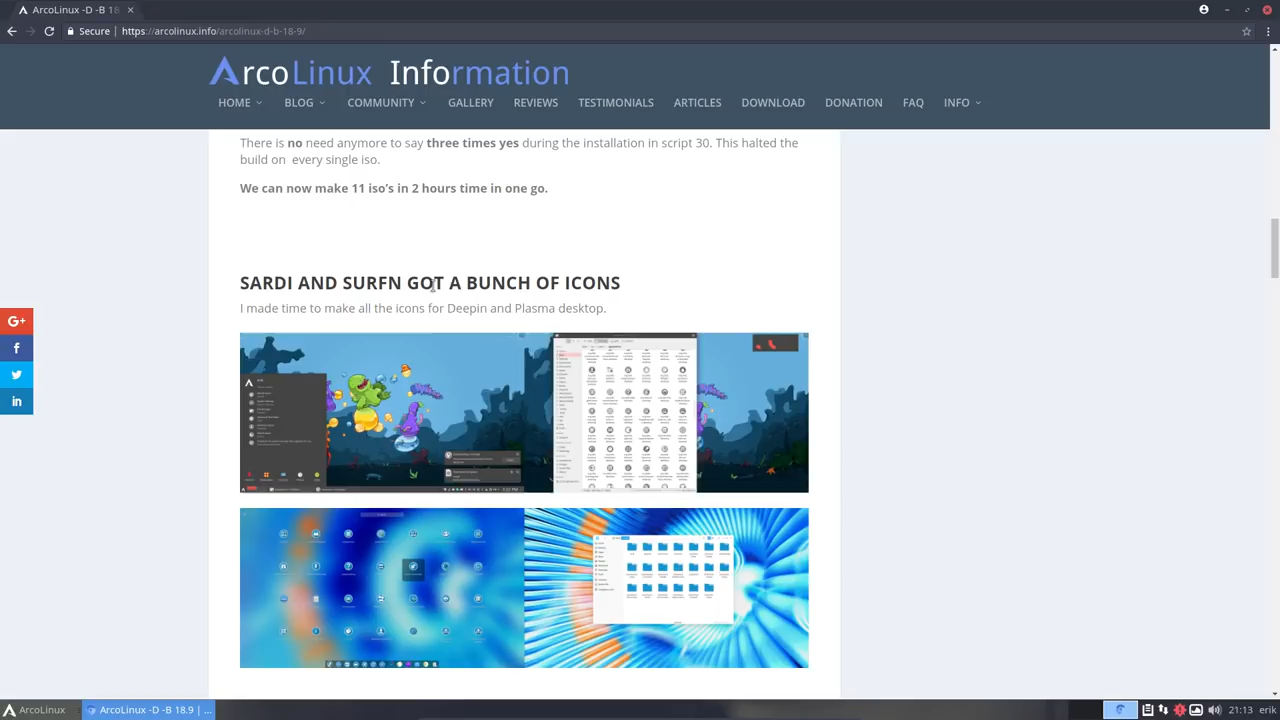 ArcoLinux -D -B 18
Secure
https://arcolinux.info/arcolinux-d-b-18-9/
ArcoLinux Information
HOME BLOG COMMUNITY GALLERY REVIEWS TESTIMONIALS ARTICLES DOWNLOAD DONATION FAQ INFO
There is no need anymore to say three times yes during the installation in script 30. This halted the
build on every single iso.
We can now make 11 iso's in 2 hours time in one go.
SARDI AND SURFN GOT A BUNCH OF ICONS
I made time to make all the icons for Deepin and Plasma desktop.
G+
f
in
ArcoLinux
ArcoLinux -D -B 18.9 | ...
21:13 erik